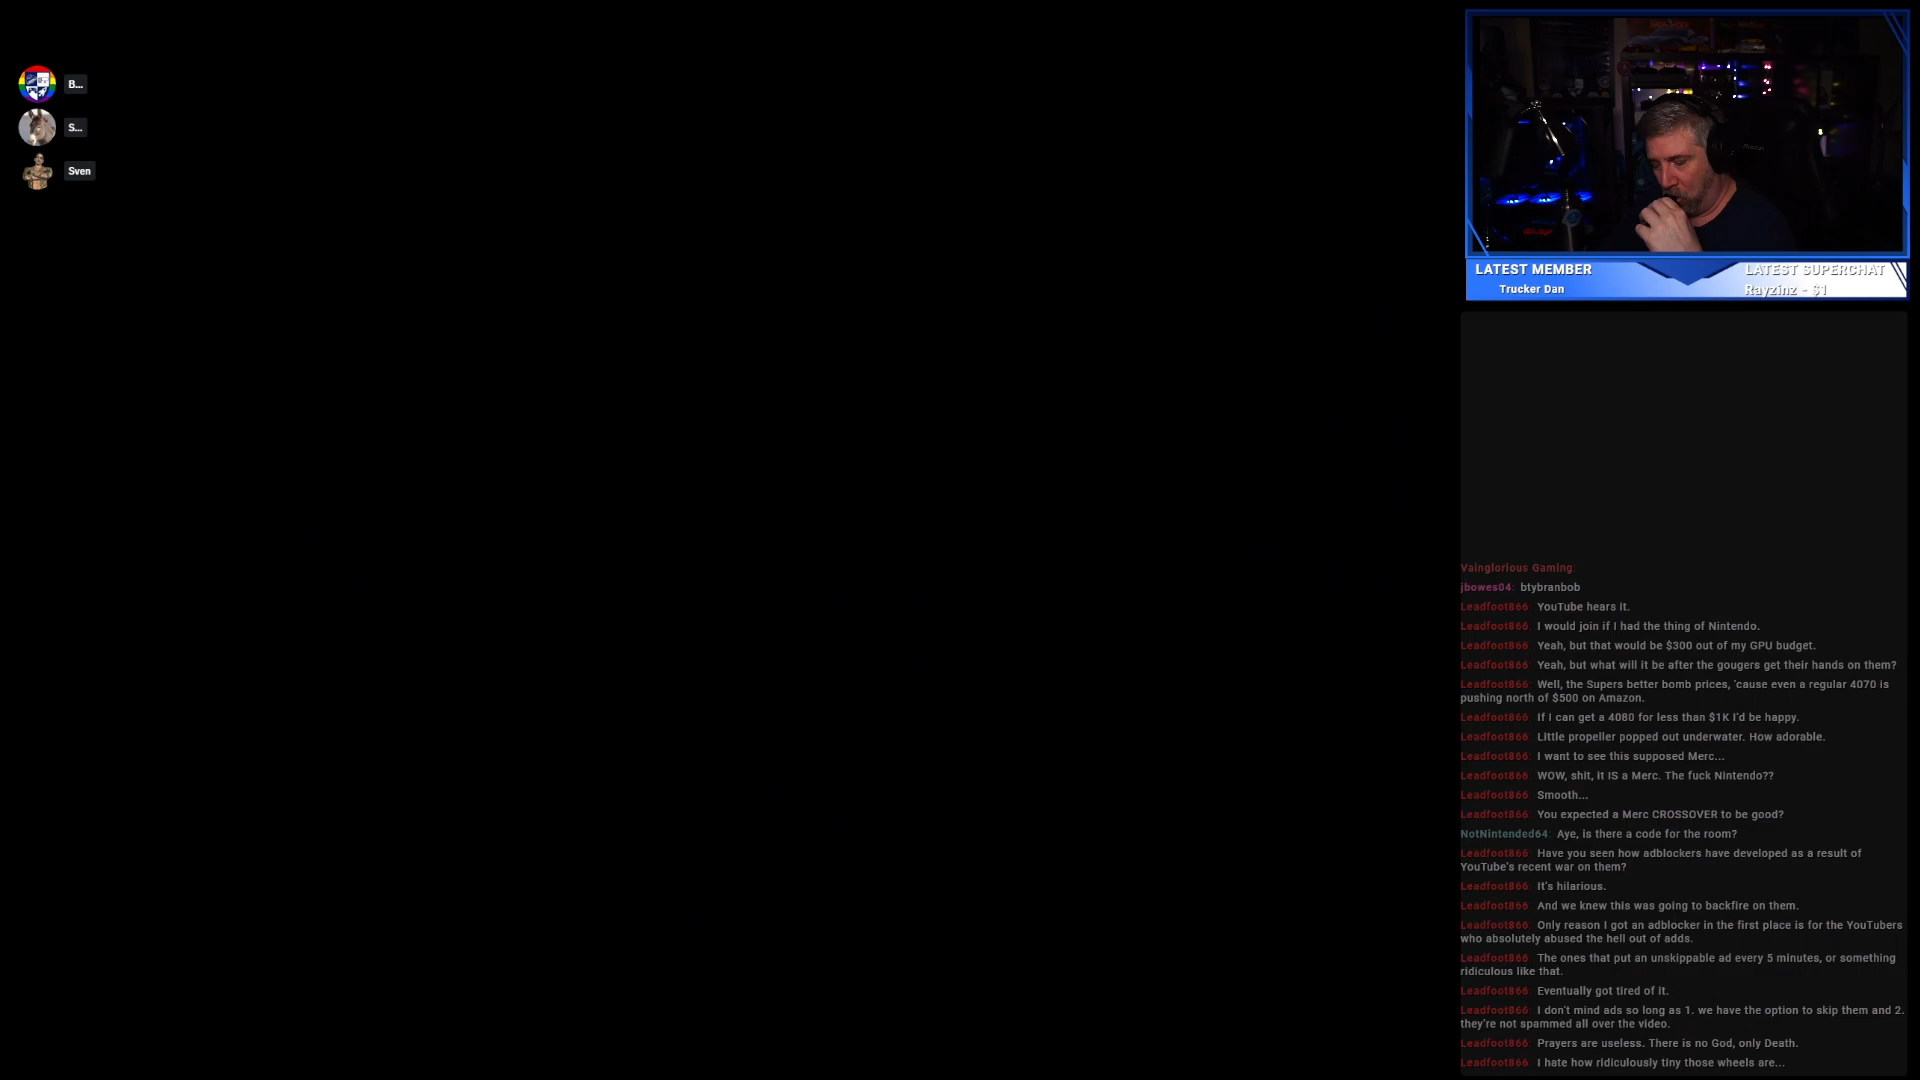 B...
S...
Sven
LATEST MEMBER
Trucker Dan
LATEST SUPERCHAT
Rayzinz - $1
Vainglorious Gaming:
jbowes04: btybranbob
Leadfoot866: YouTube hears it.
Leadfoot866: I would join if I had the thing of Nintendo.
Leadfoot866: Yeah, but that would be $300 out of my GPU budget.
Leadfoot866: Yeah, but what will it be after the gougers get their hands on them?
Leadfoot866: Well, the Supers better bomb prices, 'cause even a regular 4070 is
pushing north of $500 on Amazon.
Leadfoot866: If I can get a 4080 for less than $1K I'd be happy.
Leadfoot866: Little propeller popped out underwater. How adorable.
Leadfoot866: I want to see this supposed Merc...
Leadfoot866: WOW, shit, it IS a Merc. The fuck Nintendo??
Leadfoot866: Smooth...
Leadfoot866: You expected a Merc CROSSOVER to be good?
NotNintended64: Aye, is there a code for the room?
Leadfoot866: Have you seen how adblockers have developed as a result of
YouTube's recent war on them?
Leadfoot866: It's hilarious.
Leadfoot866: And we knew this was going to backfire on them.
Leadfoot866: Only reason I got an adblocker in the first place is for the YouTubers
who absolutely abused the hell out of adds.
Leadfoot866: The ones that put an unskippable ad every 5 minutes, or something
ridiculous like that.
Leadfoot866: Eventually got tired of it.
Leadfoot866: I don't mind ads so long as 1. we have the option to skip them and 2.
they're not spammed all over the video.
Leadfoot866: Prayers are useless. There is no God, only Death.
Leadfoot866: I hate how ridiculously tiny those wheels are...